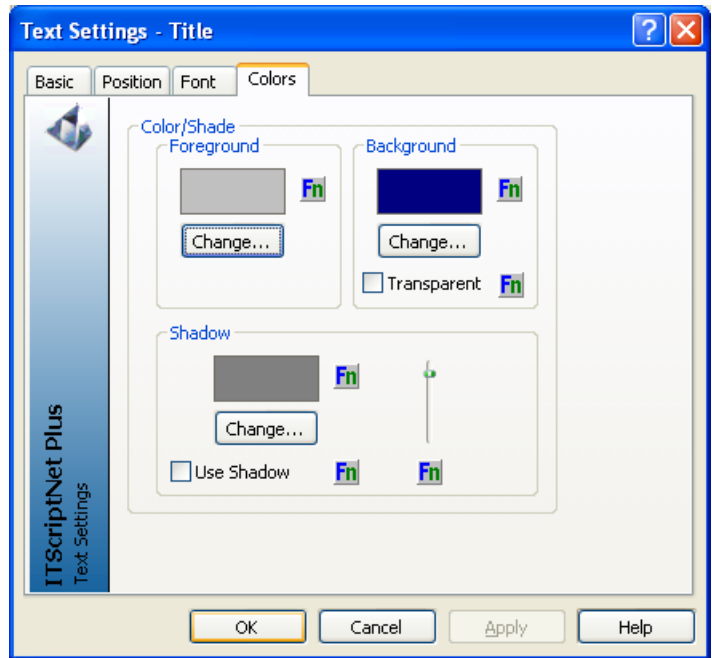 Text Settings - Title
?
Basic Position Font Colors
Color/Shade
Foreground
Background
Fn
Fn
Change...
Change...
Transparent Fn
Shadow
Fn
Change...
Use Shadow Fn Fn
ITScriptNet Plus
Text Settings
OK Cancel Apply Help